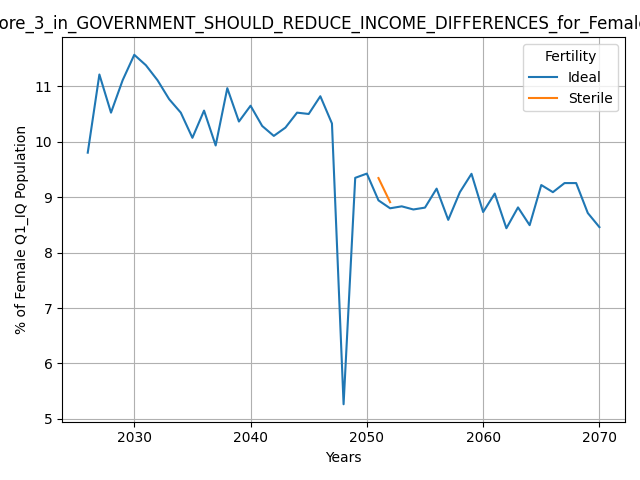 ore_3_in_GOVERNMENT_SHOULD_REDUCE_INCOME_DIFFERENCES_for_Female
Fertility
Ideal
Sterile
% of Female Q1_IQ Population
11
10
9
8
7
6
5
2030
2040
2050
2060
2070
Years